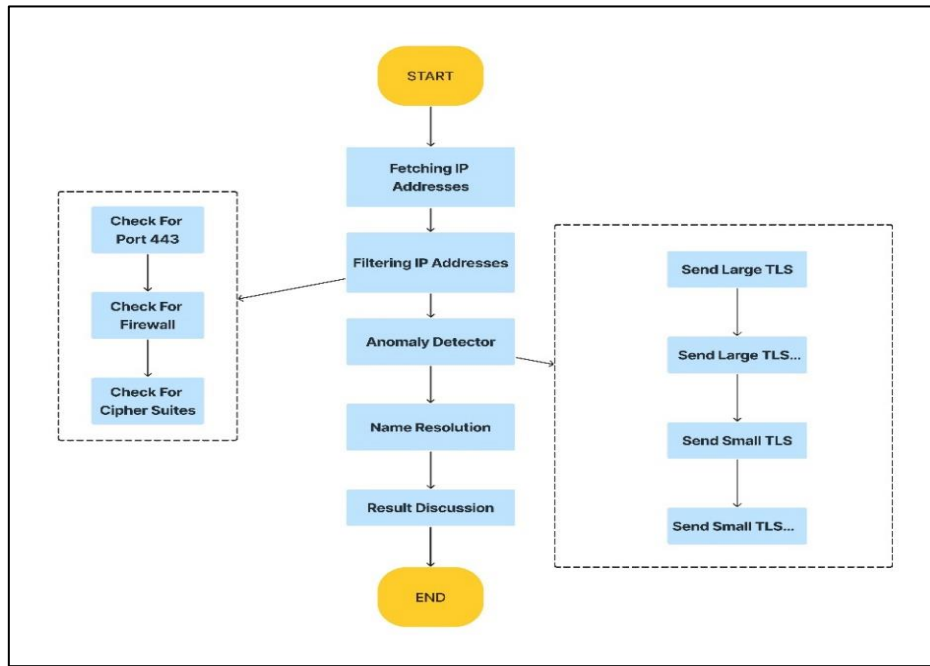 START
Fetching IP
Addresses
Filtering IP Addresses
Anomaly Detector
Name Resolution
Result Discussion
END
Check For
Port 443
Check For
Firewall
Check For
Cipher Suites
Send Large TLS
Send Large TLS...
Send Small TLS
Send Small TLS...